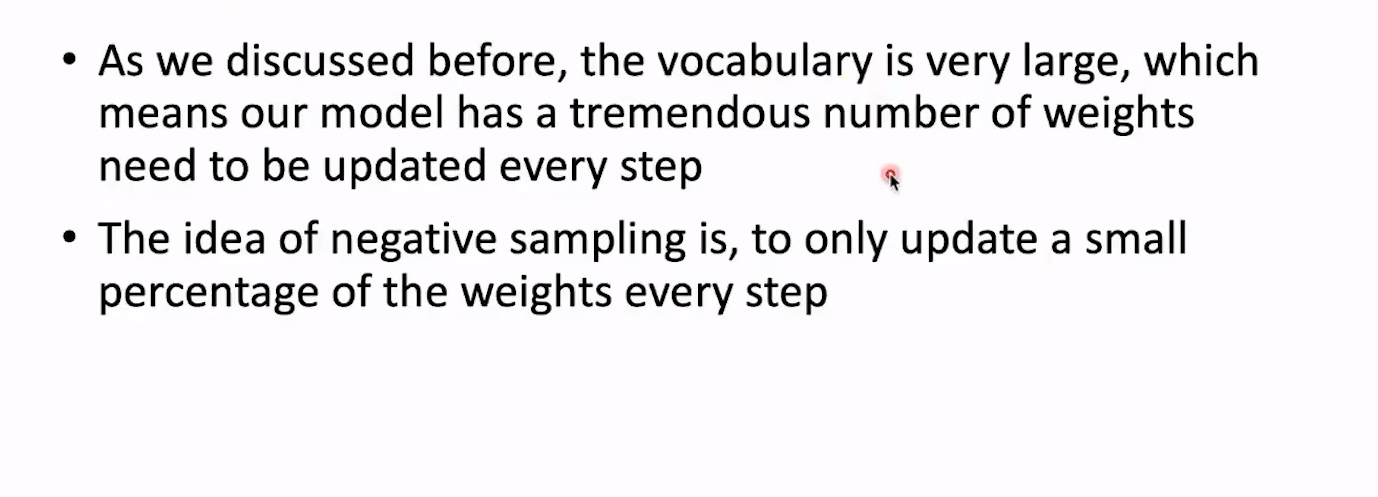 • As we discussed before, the vocabulary is very large, which
means our model has a tremendous number of weights
need to be updated every step
• The idea of negative sampling is, to only update a small
percentage of the weights every step